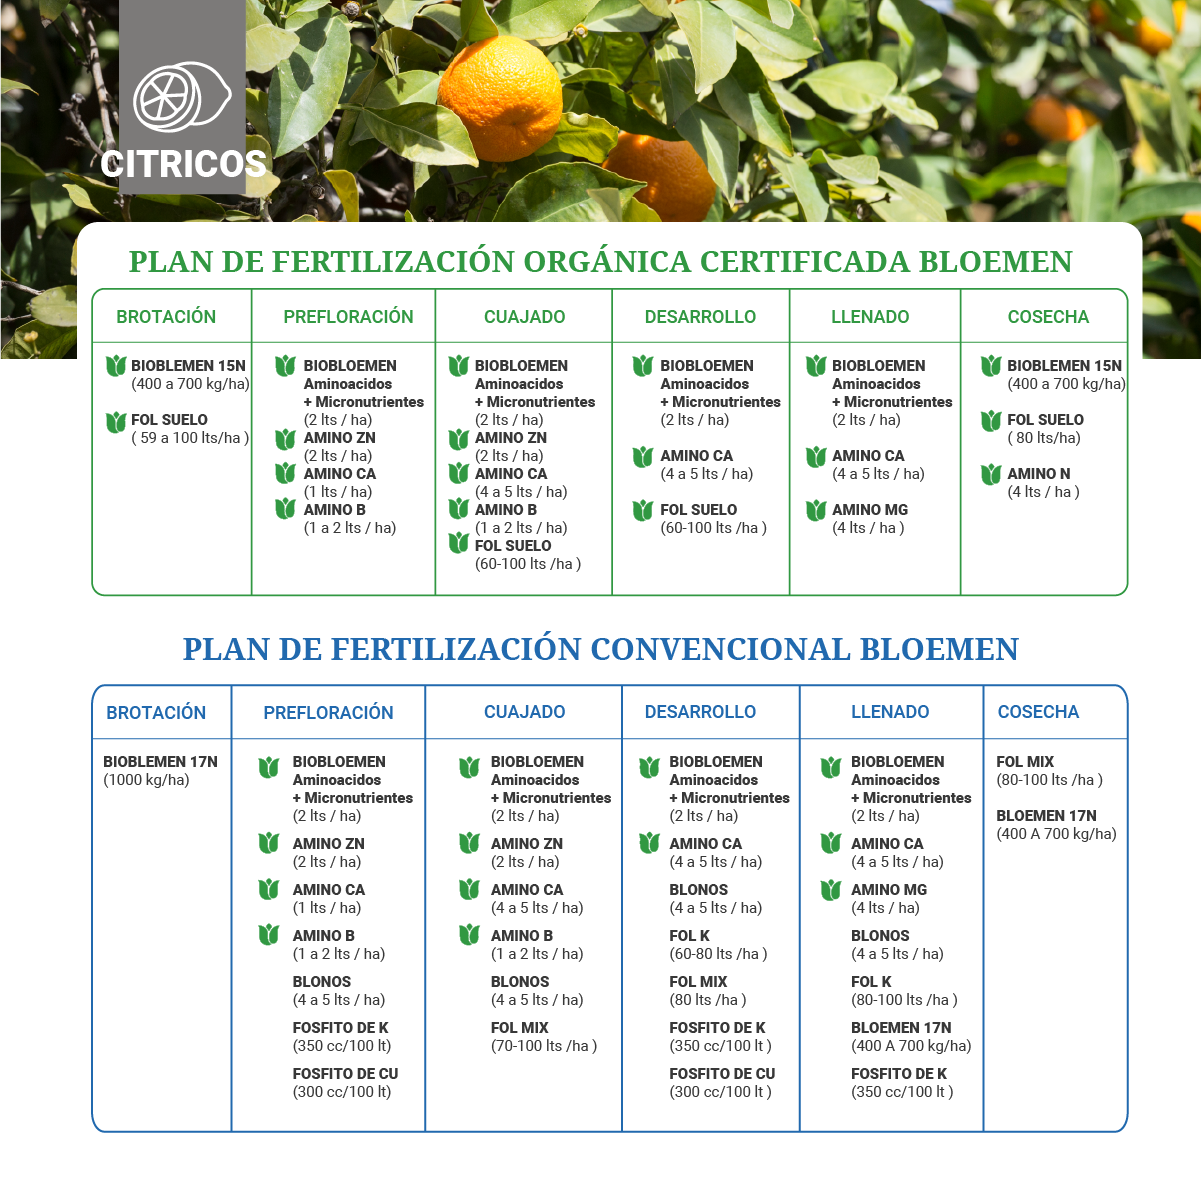 CITRICOS
PLAN DE FERTILIZACIÓN ORGÁNICA CERTIFICADA BLOEMEN
BROTACIÓN
BIOBLEMEN 15N
(400 a 700 kg/ha)
FOL SUELO
( 59 a 100 lts/ha )
PREFLORACIÓN
BIOBLOEMEN
Aminoacidos
+ Micronutrientes
(2 lts / ha)
AMINO ZN
(2 lts / ha)
AMINO CA
(1 lts / ha)
AMINO B
(1 a 2 lts / ha)
CUAJADO
BIOBLOEMEN
Aminoacidos
+ Micronutrientes
(2 lts / ha)
AMINO ZN
(2 lts / ha)
AMINO CA
(4 a 5 lts / ha)
AMINO B
(1 a 2 lts / ha)
FOL SUELO
(60-100 lts /ha )
DESARROLLO
BIOBLOEMEN
Aminoacidos
+ Micronutrientes
(2 lts / ha)
AMINO CA
(4 a 5 lts / ha)
FOL SUELO
(60-100 lts /ha )
LLENADO
BIOBLOEMEN
Aminoacidos
+ Micronutrientes
(2 lts / ha)
AMINO CA
(4 a 5 lts / ha)
AMINO MG
(4 lts / ha )
COSECHA
BIOBLEMEN 15N
(400 a 700 kg/ha)
FOL SUELO
( 80 lts/ha)
AMINO N
(4 lts / ha )
PLAN DE FERTILIZACIÓN CONVENCIONAL BLOEMEN
BROTACIÓN
BIOBLEMEN 17N
(1000 kg/ha)
PREFLORACIÓN
BIOBLOEMEN
Aminoacidos
+ Micronutrientes
(2 lts / ha)
AMINO ZN
(2 lts / ha)
AMINO CA
(1 lts / ha)
AMINO B
(1 a 2 lts / ha)
BLONOS
(4 a 5 lts / ha)
FOSFITO DE K
(350 cc/100 lt)
FOSFITO DE CU
(300 cc/100 lt)
CUAJADO
BIOBLOEMEN
Aminoacidos
+ Micronutrientes
(2 lts / ha)
AMINO ZN
(2 lts / ha)
AMINO CA
(4 a 5 lts / ha)
AMINO B
(1 a 2 lts / ha)
BLONOS
(4 a 5 lts / ha)
FOL MIX
(70-100 lts /ha )
DESARROLLO
BIOBLOEMEN
Aminoacidos
+ Micronutrientes
(2 lts / ha)
AMINO CA
(4 a 5 lts / ha)
BLONOS
(4 a 5 lts / ha)
FOL K
(60-80 lts /ha )
FOL MIX
(80 lts /ha )
FOSFITO DE K
(350 cc/100 lt )
FOSFITO DE CU
(300 cc/100 lt )
LLENADO
BIOBLOEMEN
Aminoacidos
+ Micronutrientes
(2 lts / ha)
AMINO CA
(4 a 5 lts / ha)
AMINO MG
(4 lts / ha)
BLONOS
(4 a 5 lts / ha)
FOL K
(80-100 lts /ha )
BLOEMEN 17N
(400 A 700 kg/ha)
FOSFITO DE K
(350 cc/100 lt )
COSECHA
FOL MIX
(80-100 lts /ha )
BLOEMEN 17N
(400 A 700 kg/ha)